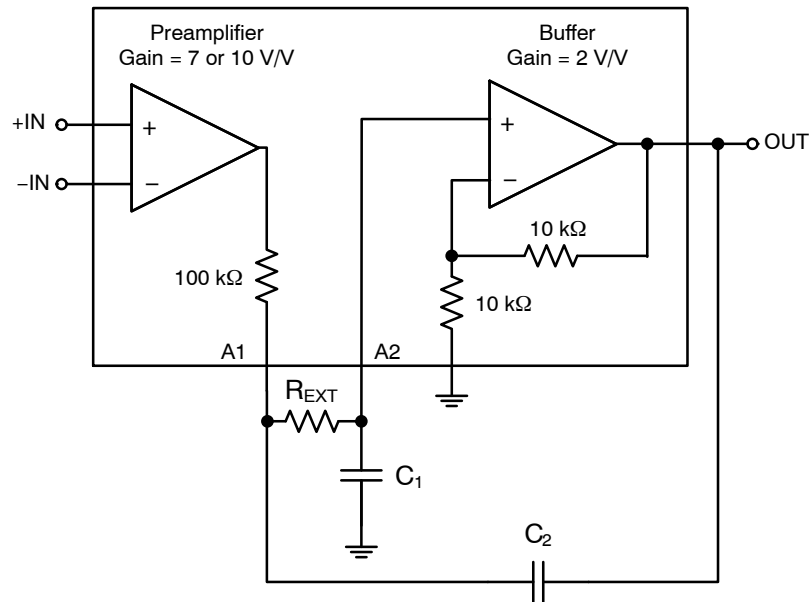 Preamplifier
Gain = 7 or 10 V/V
Buffer
Gain = 2 V/V
+IN
−IN
+
−
+
−
OUT
10 kΩ
100 kΩ
10 kΩ
A1
A2
REXT
C1
C2